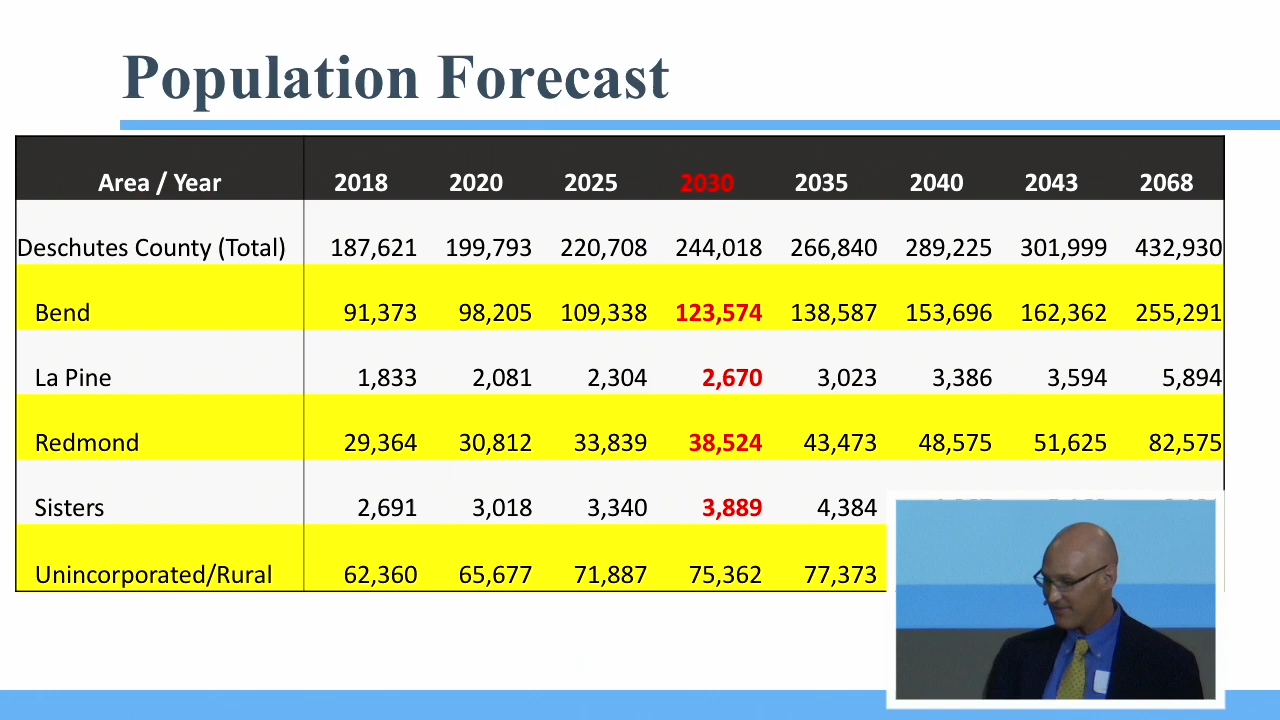 Population Forecast
Area / Year 2018 2020 2025 2030 2035 2040 2043 2068
Deschutes County (Total) 187,621 199,793 220,708 244,018 266,840 289,225 301,999 432,930
Bend 91,373 98,205 109,338 123,574 138,587 153,696 162,362 255,291
La Pine 1,833 2,081 2,304 2,670 3,023 3,386 3,594 5,894
Redmond 29,364 30,812 33,839 38,524 43,473 48,575 51,625 82,575
Sisters 2,691 3,018 3,340 3,889 4,384
Unincorporated/Rural 62,360 65,677 71,887 75,362 77,373